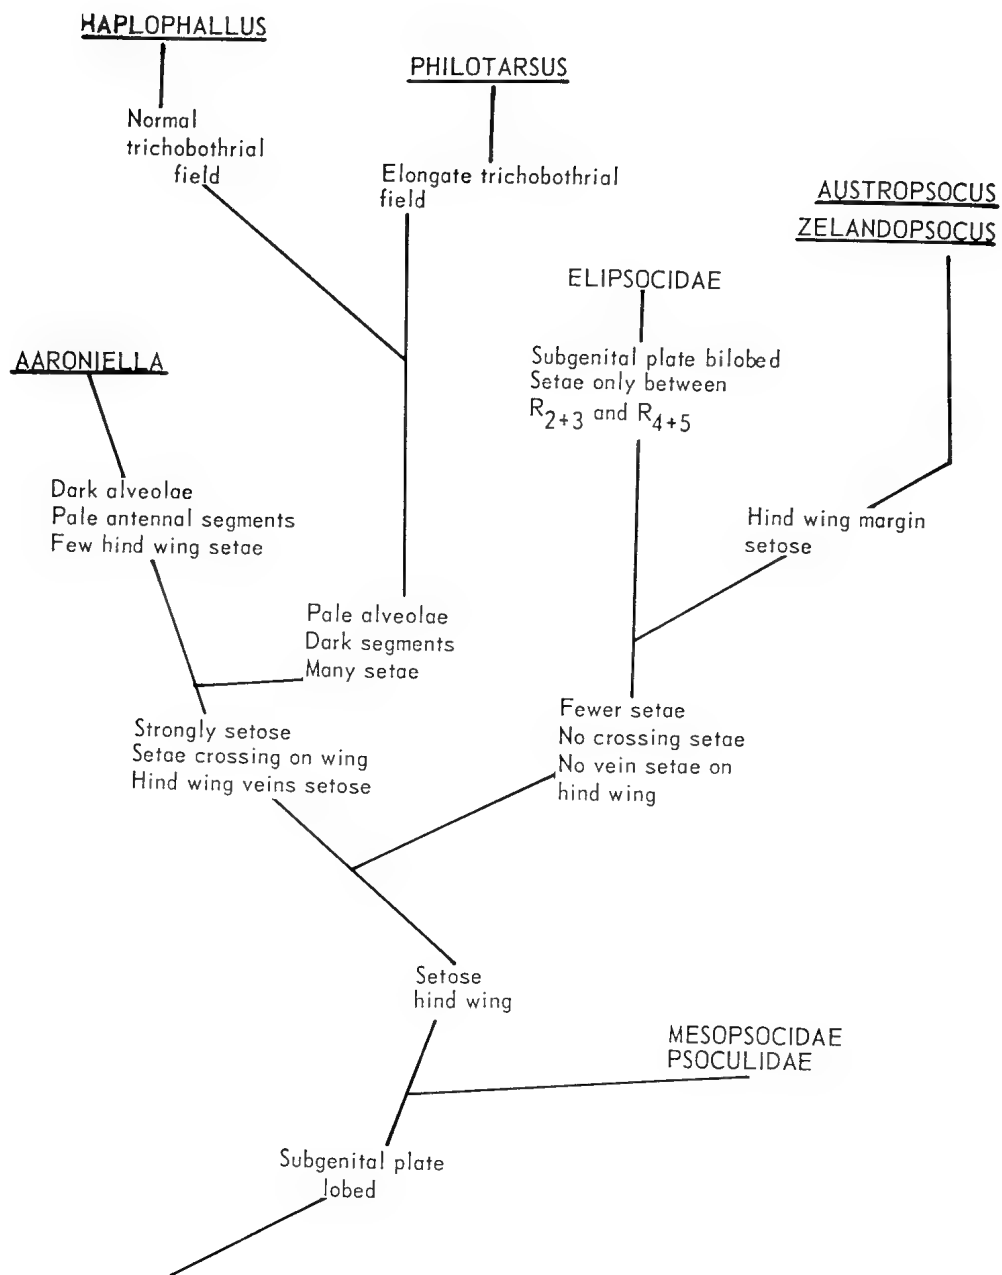 HAPLOPHALLUS
PHILOTARSUS
Normal
trichobothrial
field
Elongate trichobothrial
field
AUSTROPSOCUS
ZELANDOPSOCUS
ELIPSOCIDAE
AARONIELLA
Subgenital plate bilobed
Setae only between
R2+3 and R4+5
Dark alveolae
Pale antennal segments
Few hind wing setae
Hind wing margin
setose
Pale alveolae
Dark segments
Many setae
Strongly setose
Setae crossing on wing
Hind wing veins setose
Fewer setae
No crossing setae
No vein setae on
hind wing
Setose
hind wing
MESOPSOCIDAE
PSOCULIDAE
Subgenital plate
lobed